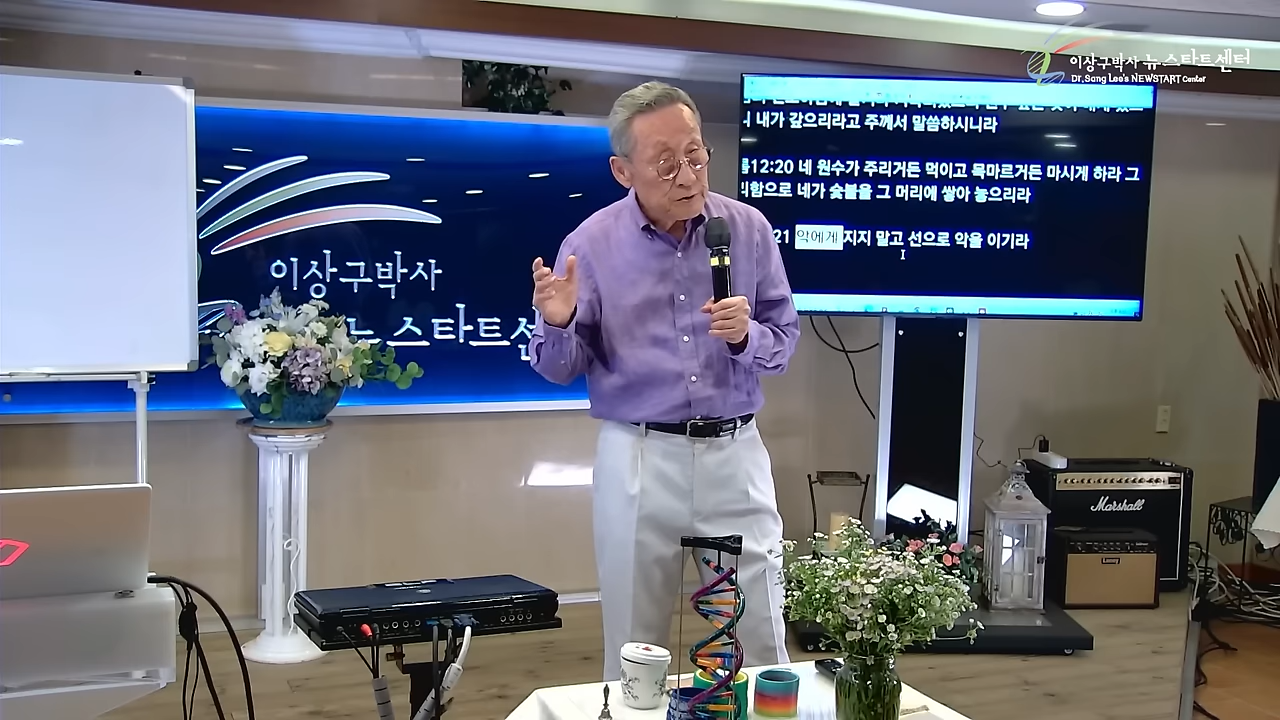 이상구박사 뉴스타트센터
Dr. Sang Lee's NEWSTART Center
내가 갚으리라고 주께서 말씀하시니라
12:20 네 원수가 주리거든 먹이고 목마르거든 마시게 하라 그
함으로 네가 숯불을 그 머리에 쌓아 놓으리라
21 악에게 지지 말고 선으로 악을 이기라
이상구박사
뉴 스타트센
Marshall
Laney